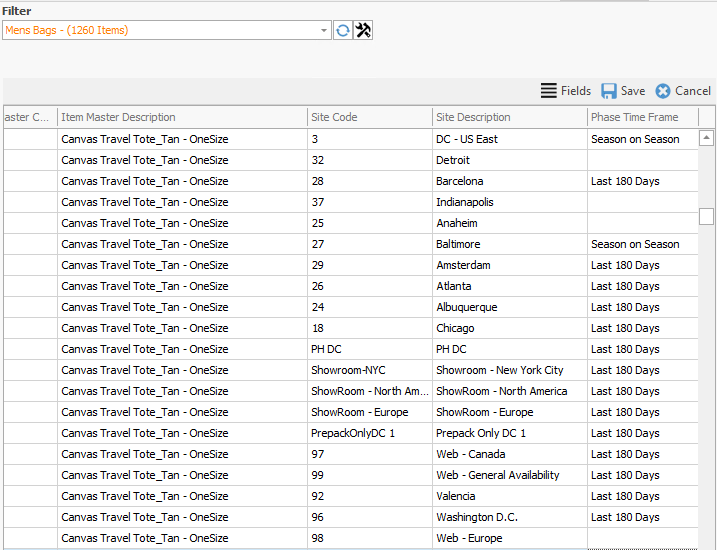 Filter
Mens Bags - (1260 Items)
Fields Save Cancel
aster C... Item Master Description Site Code Site Description Phase Time Frame
Canvas Travel Tote_Tan - OneSize 3 DC - US East Season on Season
Canvas Travel Tote_Tan - OneSize 32 Detroit
Canvas Travel Tote_Tan - OneSize 28 Barcelona Last 180 Days
Canvas Travel Tote_Tan - OneSize 37 Indianapolis
Canvas Travel Tote_Tan - OneSize 25 Anaheim
Canvas Travel Tote_Tan - OneSize 27 Baltimore Season on Season
Canvas Travel Tote_Tan - OneSize 29 Amsterdam Last 180 Days
Canvas Travel Tote_Tan - OneSize 26 Atlanta Last 180 Days
Canvas Travel Tote_Tan - OneSize 24 Albuquerque Last 180 Days
Canvas Travel Tote_Tan - OneSize 18 Chicago Last 180 Days
Canvas Travel Tote_Tan - OneSize PH DC PH DC Last 180 Days
Canvas Travel Tote_Tan - OneSize Showroom-NYC Showroom - New York City Last 180 Days
Canvas Travel Tote_Tan - OneSize ShowRoom - North Am... ShowRoom - North America Last 180 Days
Canvas Travel Tote_Tan - OneSize ShowRoom - Europe ShowRoom - Europe Last 180 Days
Canvas Travel Tote_Tan - OneSize PrepackOnlyDC 1 Prepack Only DC 1 Last 180 Days
Canvas Travel Tote_Tan - OneSize 97 Web - Canada Last 180 Days
Canvas Travel Tote_Tan - OneSize 99 Web - General Availability Last 180 Days
Canvas Travel Tote_Tan - OneSize 92 Valencia Last 180 Days
Canvas Travel Tote_Tan - OneSize 96 Washington D.C. Last 180 Days
Canvas Travel Tote_Tan - OneSize 98 Web - Europe Last 180 Days